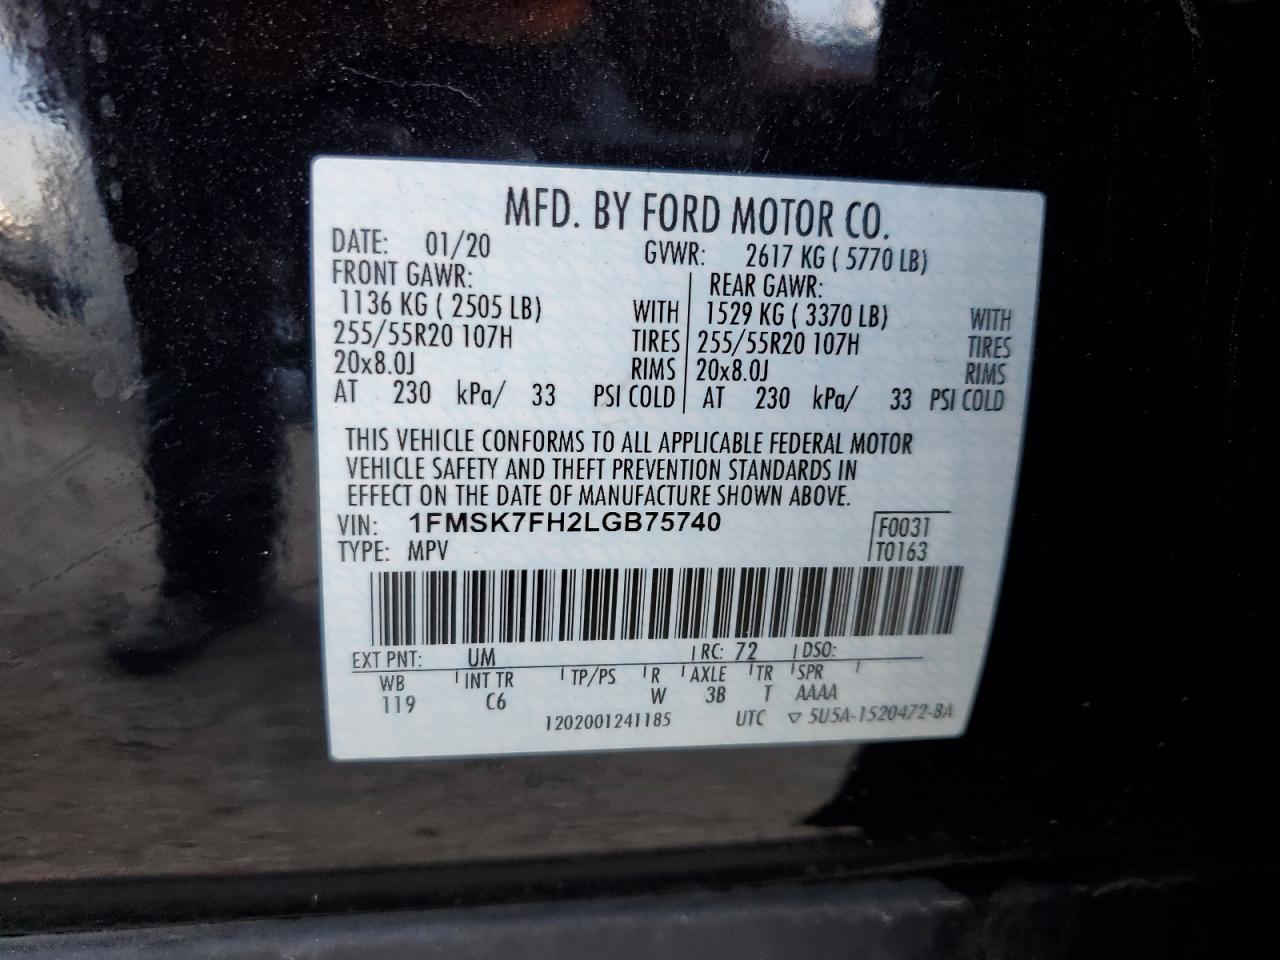 MFD. BY FORD MOTOR CO.
DATE: 01/20 GVWR: 2617 KG ( 5770 LB)
FRONT GAWR: REAR GAWR:
1136 KG ( 2505 LB) WITH 1529 KG ( 3370 LB) WITH
255/55R20 107H TIRES 255/55R20 107H TIRES
20x8.0J RIMS 20x8.0J RIMS
AT 230 kPa/ 33 PSI COLD AT 230 kPa/ 33 PSI COLD
THIS VEHICLE CONFORMS TO ALL APPLICABLE FEDERAL MOTOR
VEHICLE SAFETY AND THEFT PREVENTION STANDARDS IN
EFFECT ON THE DATE OF MANUFACTURE SHOWN ABOVE.
VIN: 1FMSK7FH2LGB75740 F0031
TYPE: MPV T0163
EXT PNT: UM RC: 72 DSO:
WB INT TR TP/PS R AXLE TR SPR
119 C6 W 3B T AAAA
1202001241185 UTC ▽ 5U5A-1520472-BA